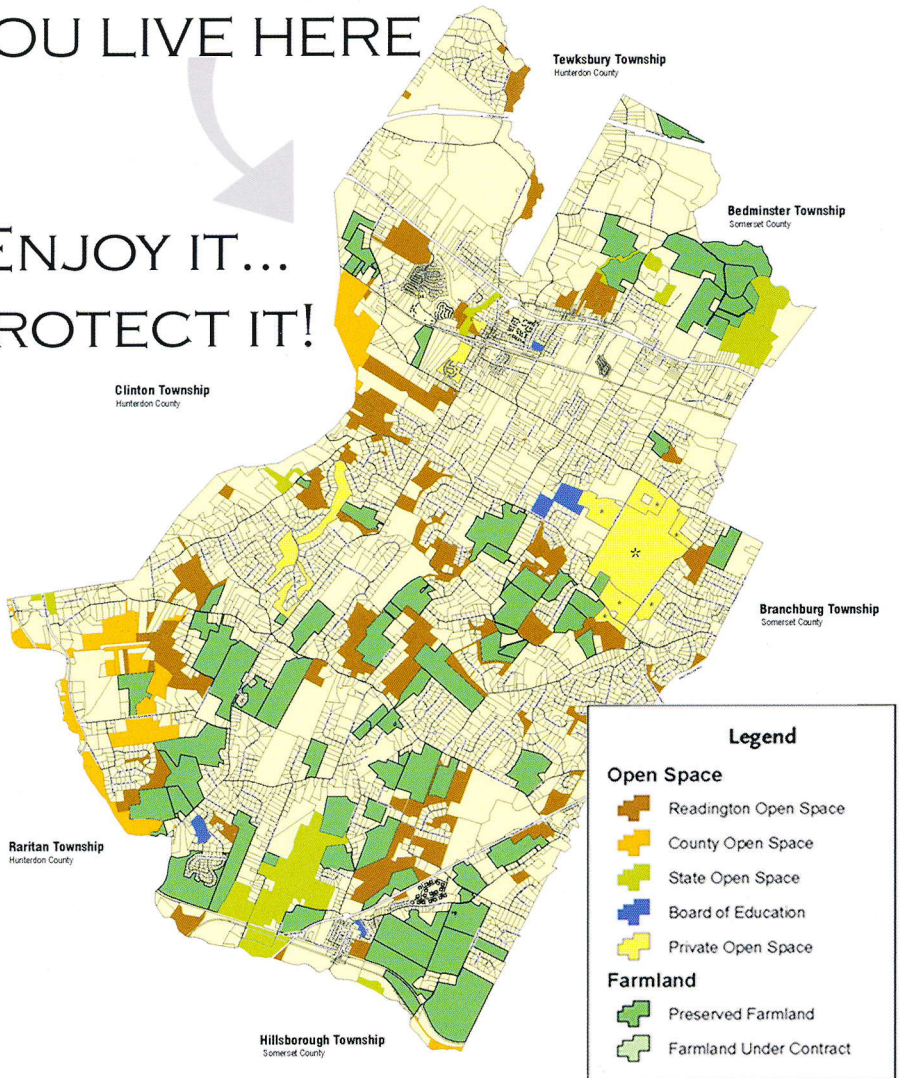 OU LIVE HERE
ENJOY IT...
ROTECT IT!
Tewksbury Township
Hunterdon County
Bedminster Township
Somerset County
Clinton Township
Hunterdon County
Branchburg Township
Somerset County
Raritan Township
Hunterdon County
Hillsborough Township
Somerset County
Legend
Open Space
Readington Open Space
County Open Space
State Open Space
Board of Education
Private Open Space
Farmland
Preserved Farmland
Farmland Under Contract